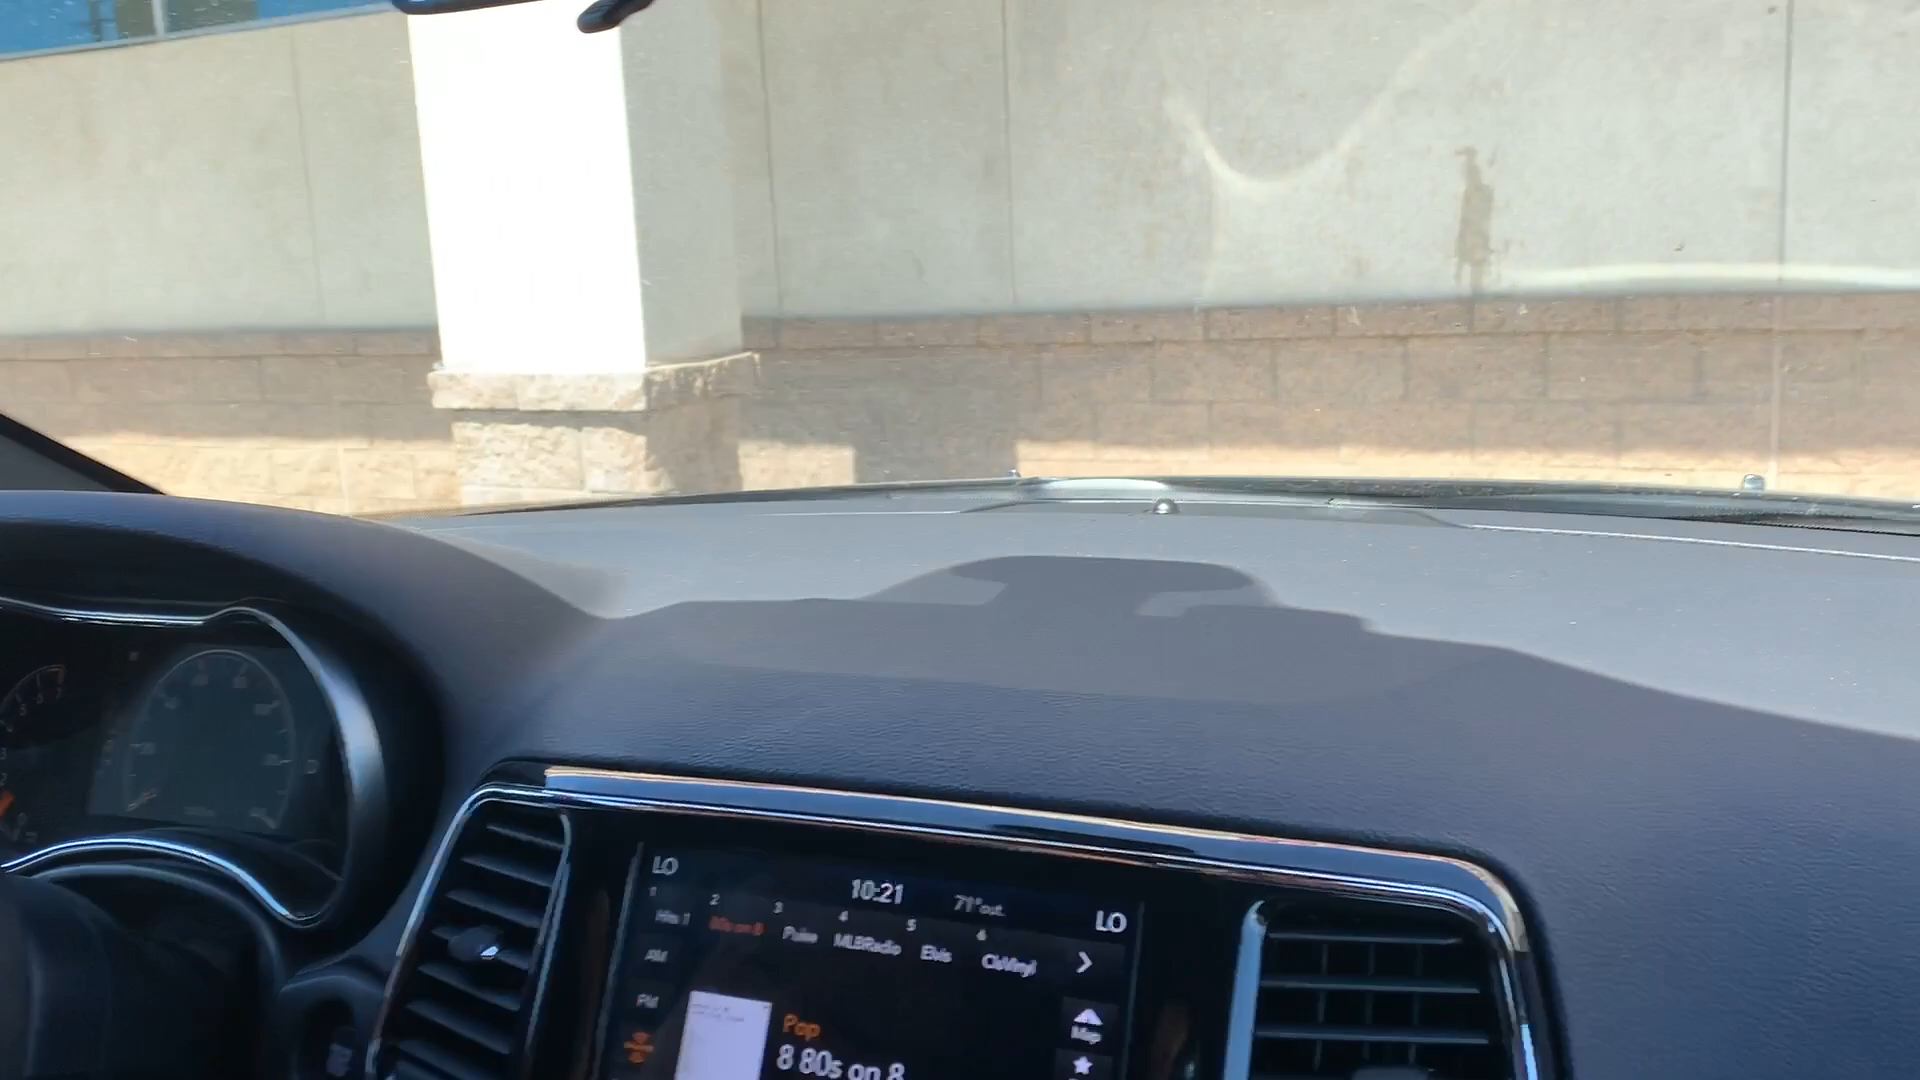 LO 10:21 71°out. LO
1 2 3 4 5 6
Hits 1 80s on 8 Pulse MLBRadio Elvis ClsVinyl
AM
FM
Pop
8 80s on 8
Map